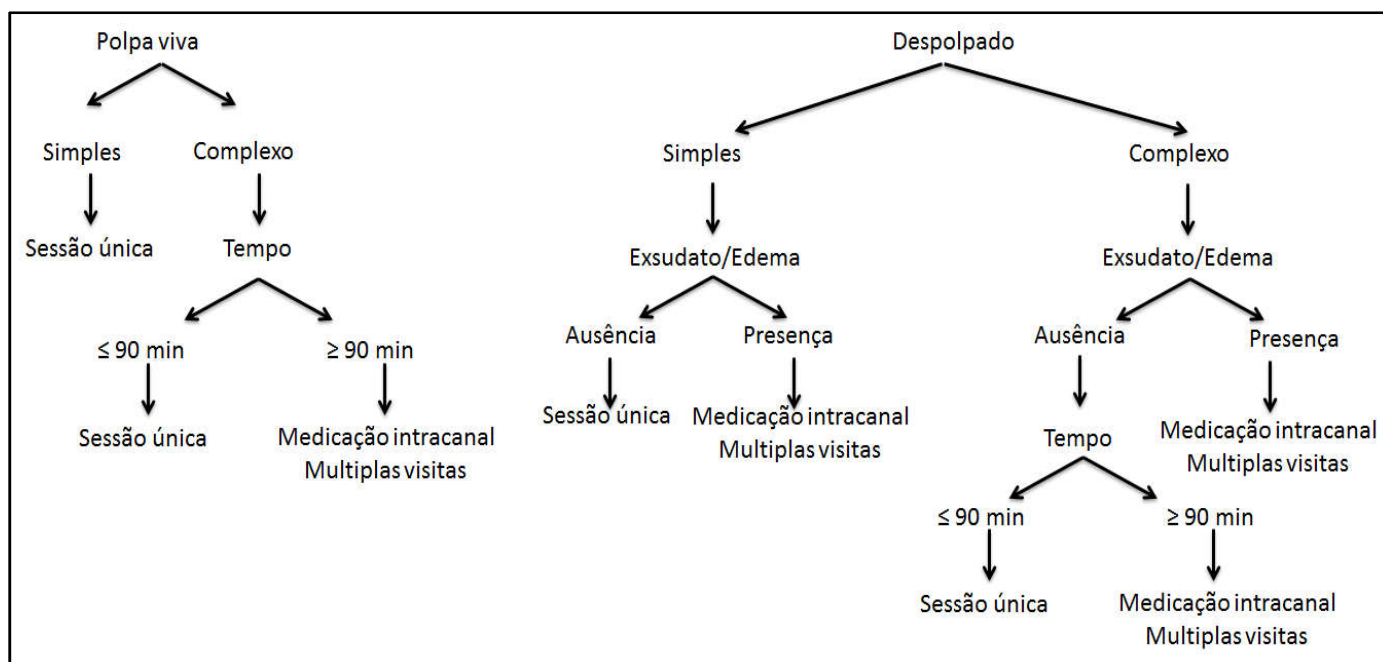 Polpa viva
Simples
Complexo
Sessão única
Tempo
≤ 90 min
≥ 90 min
Sessão única
Medicação intracanal
Multiplas visitas
Despolpado
Simples
Complexo
Exsudato/Edema
Exsudato/Edema
Ausência
Presença
Ausência
Presença
Sessão única
Medicação intracanal
Multiplas visitas
Tempo
Medicação intracanal
Multiplas visitas
≤ 90 min
≥ 90 min
Sessão única
Medicação intracanal
Multiplas visitas